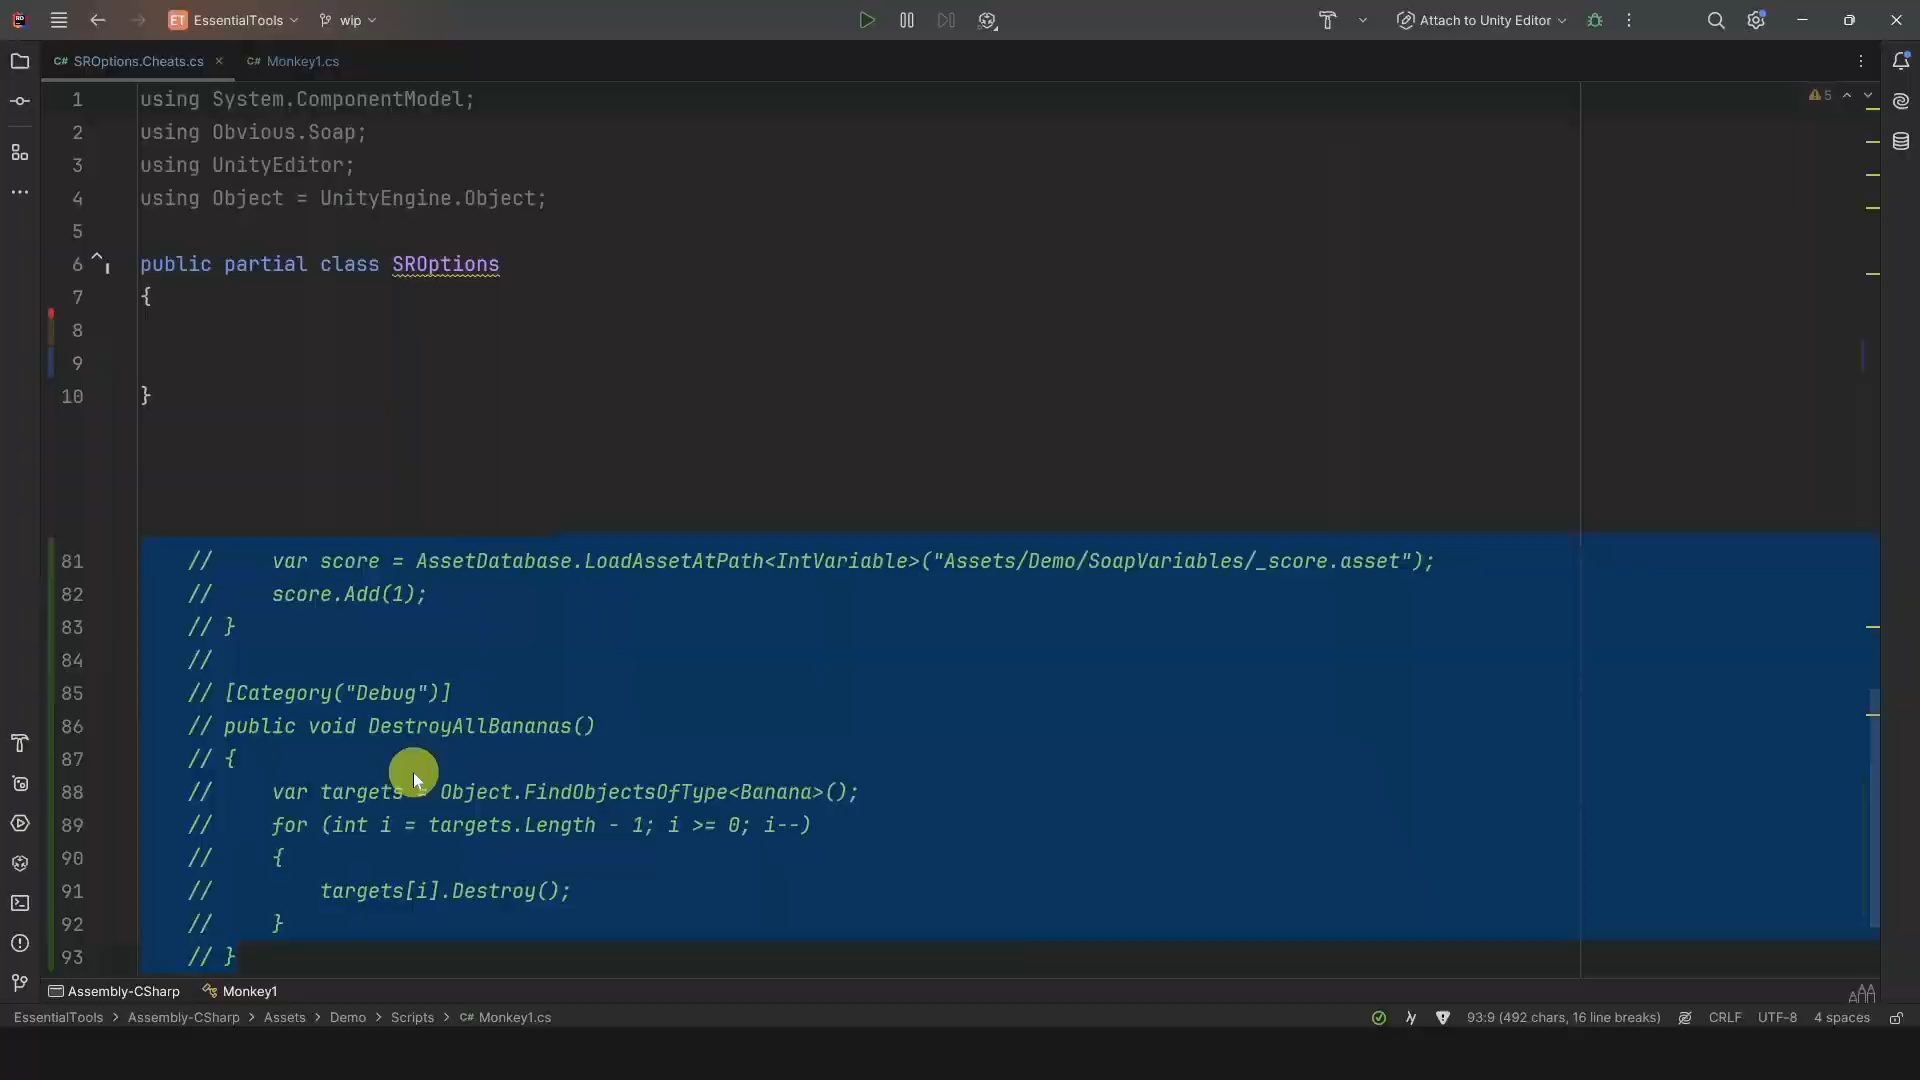 ET EssentialTools wip Attach to Unity Editor
C# SROptions.Cheats.cs × C# Monkey1.cs
1 using System.ComponentModel; 5
2 using Obvious.Soap;
3 using UnityEditor;
4 using Object = UnityEngine.Object;
5
6 public partial class SROptions
7 {
8
9
10 }
81 // var score = AssetDatabase.LoadAssetAtPath<IntVariable>("Assets/Demo/SoapVariables/_score.asset");
82 // score.Add(1);
83 // }
84 //
85 // [Category("Debug")]
86 // public void DestroyAllBananas()
87 // {
88 // var targets = Object.FindObjectsOfType<Banana>();
89 // for (int i = targets.Length - 1; i >= 0; i--)
90 // {
91 // targets[i].Destroy();
92 // }
93 // }
Assembly-CSharp Monkey1
EssentialTools > Assembly-CSharp > Assets > Demo > Scripts > C# Monkey1.cs 93:9 (492 chars, 16 line breaks) CRLF UTF-8 4 spaces